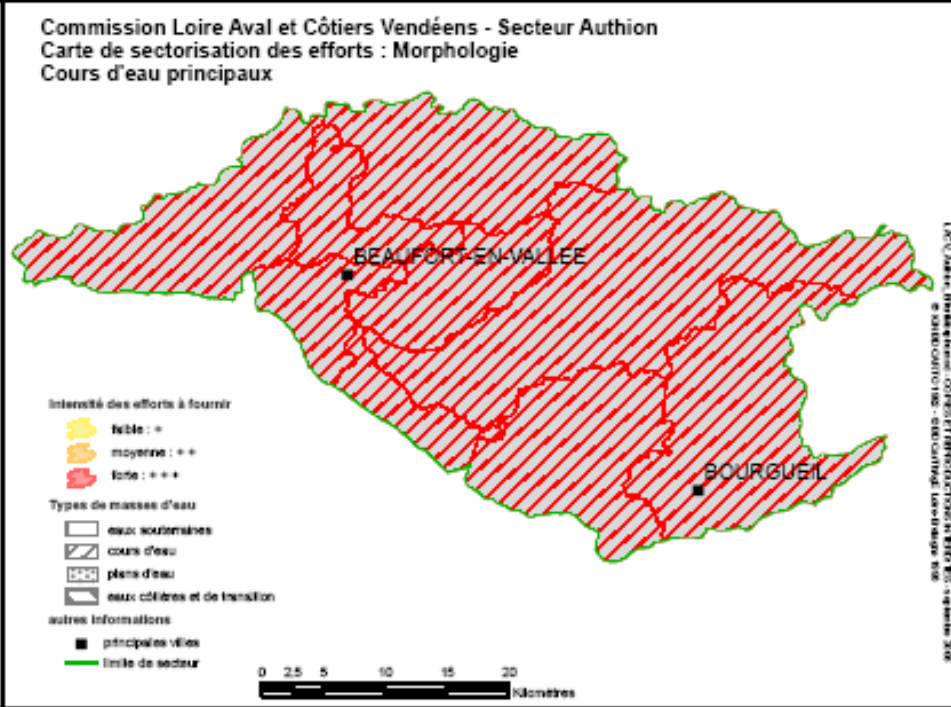 Commission Loire Aval et Côtiers Vendéens - Secteur Authion
Carte de sectorisation des efforts : Morphologie
Cours d'eau principaux
BEAUFORT-EN-VALLEE
BOURGUEIL
Intensité des efforts à fournir
faible : +
moyenne : + +
forte : + + +
Types de masses d'eau
eaux souterraines
cours d'eau
plans d'eau
eaux côtières et de transition
autres informations
principales villes
limite de secteur
0 2.5 5 10 15 20
Kilomètres